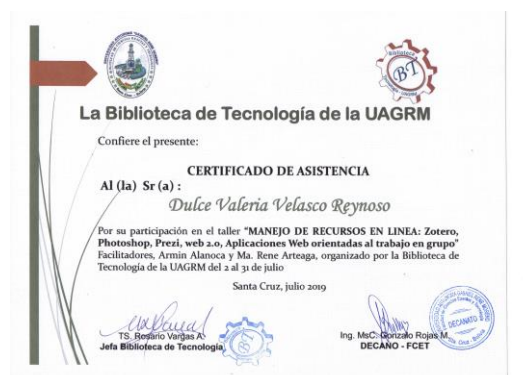 Biblioteca
BT
UAGRM
La Biblioteca de Tecnología de la UAGRM
Confiere el presente:
CERTIFICADO DE ASISTENCIA
Al (la) Sr (a) :
Dulce Valeria Velasco Reynoso
Por su participación en el taller "MANEJO DE RECURSOS EN LINEA: Zotero,
Photoshop, Prezi, web 2.0, Aplicaciones Web orientadas al trabajo en grupo"
Facilitadores, Armin Alanoca y Ma. Rene Arteaga, organizado por la Biblioteca de
Tecnología de la UAGRM del 2 al 31 de julio
Santa Cruz, julio 2019
TS. Rosario Vargas A.
Jefa Biblioteca de Tecnología
Ing. MsC. Gonzalo Rojas M.
DECANO - FCET
DECANATO